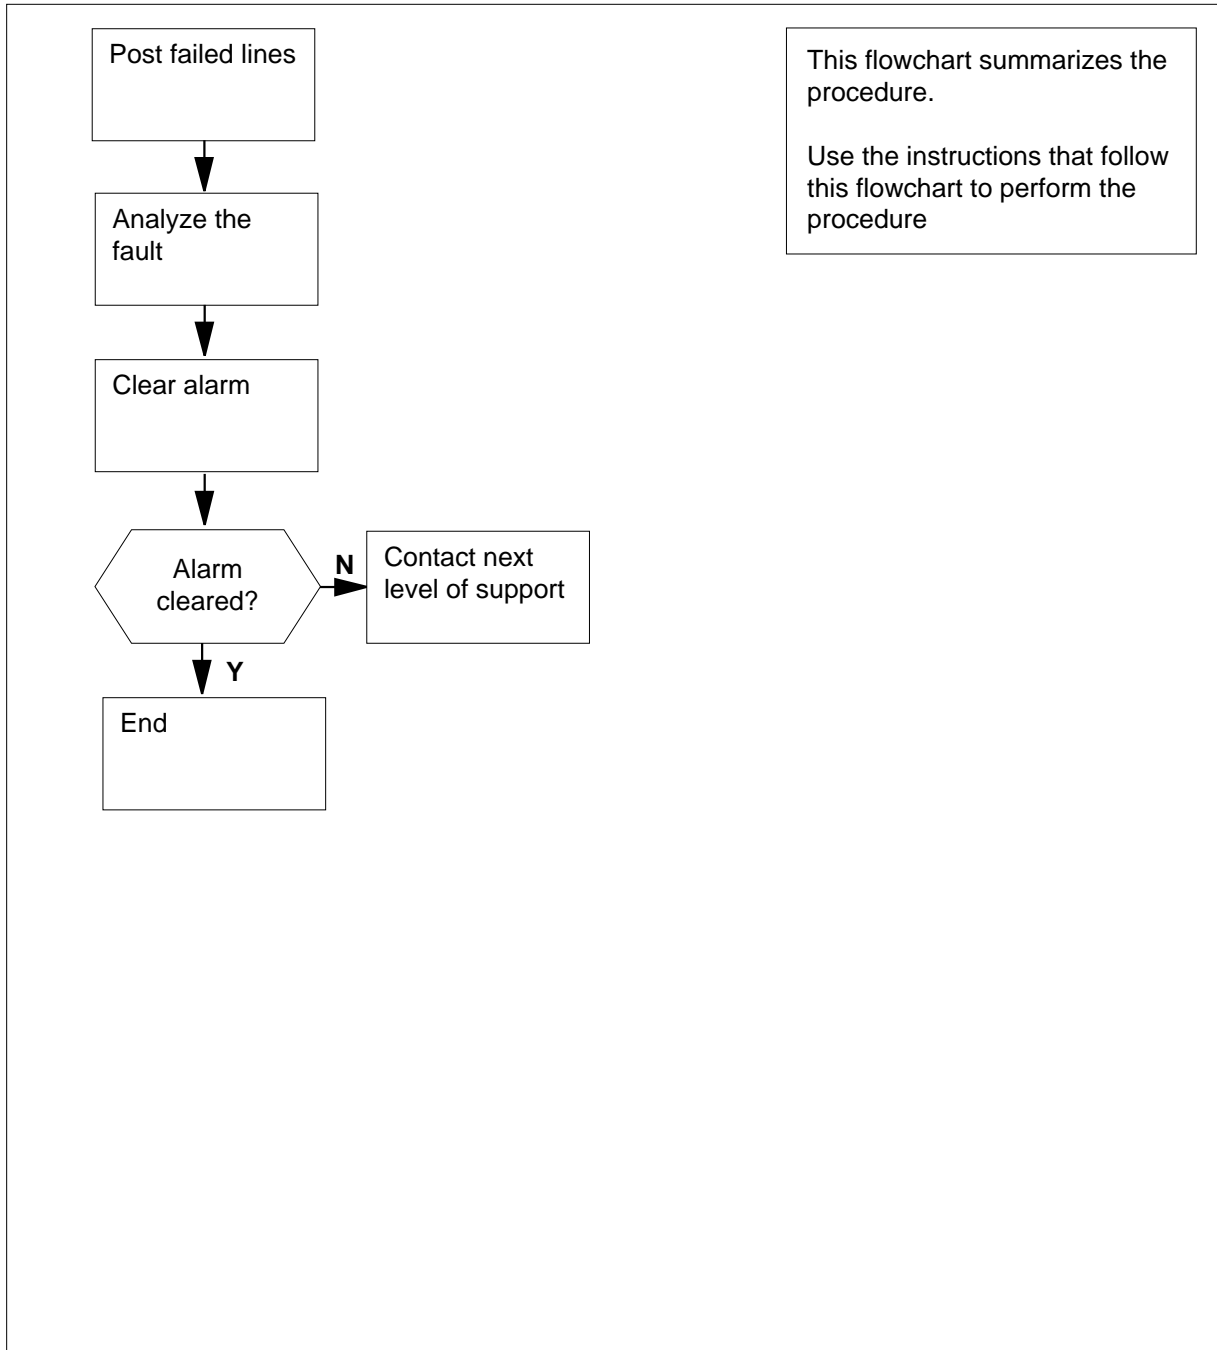 Post failed lines
This flowchart summarizes the
procedure.
Use the instructions that follow
this flowchart to perform the
procedure
Analyze the
fault
Clear alarm
Alarm
cleared?
N
Contact next
level of support
Y
End